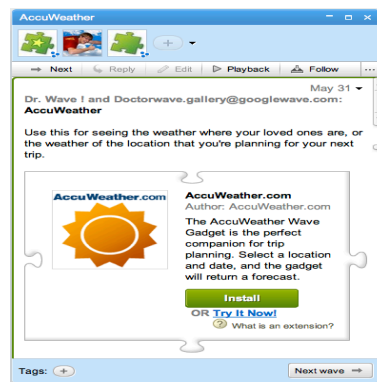 AccuWeather
Next Reply Edit Playback Follow ...
May 31
Dr. Wave ! and Doctorwave.gallery@googlewave.com:
AccuWeather
Use this for seeing the weather where your loved ones are, or
the weather of the location that you're planning for your next
trip.
AccuWeather.com
AccuWeather.com
Author: AccuWeather.com
The AccuWeather Wave
Gadget is the perfect
companion for trip
planning. Select a location
and date, and the gadget
will return a forecast.
Install
OR Try It Now!
What is an extension?
Tags:
Next wave